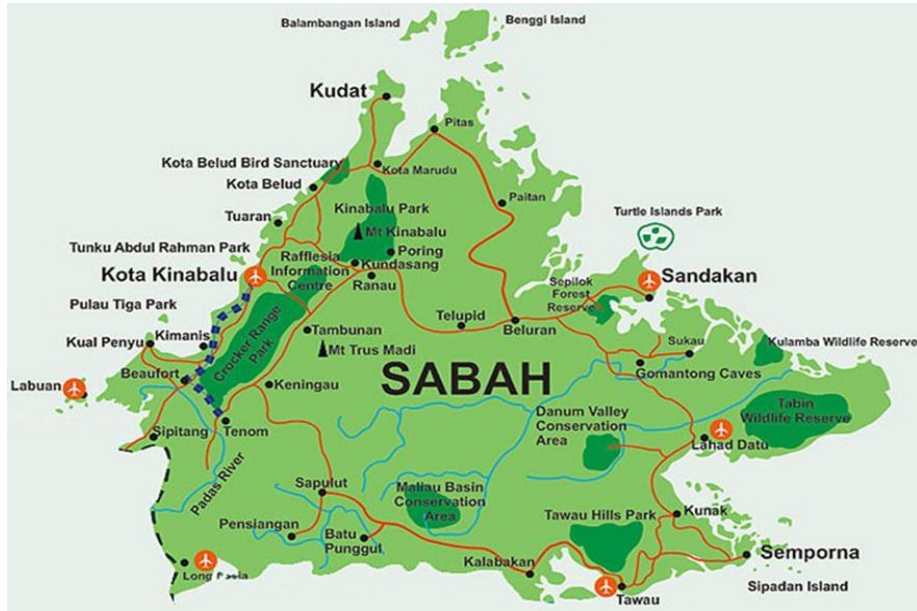 Balambangan Island
Benggi Island
Kudat
Pitas
Kota Belud Bird Sanctuary
Kota Marudu
Kota Belud
Paitan
Kinabalu Park
Tuaran
Turtle Islands Park
Mt Kinabalu
Tunku Abdul Rahman Park
Poring
Rafflesia
Information
Centre
Kundasang
Kota Kinabalu
Ranau
Sandakan
Sepilok
Forest
Reserve
Pulau Tiga Park
Telupid
Beluran
Kimanis
Kual Penyu
Tambunan
Crocker Range
Park
Mt Trus Madi
Sukau
Kulamba Wildlife Reserve
Gomantong Caves
Beaufort
SABAH
Labuan
Keningau
Tabin
Wildlife Reserve
Danum Valley
Conservation
Area
Sipitang
Tenom
Lahad Datu
Padas River
Sapulut
Maliau Basin
Conservation
Area
Pensiangan
Batu
Punggul
Tawau Hills Park
Kunak
Semporna
Kalabakan
Long
Sipadan Island
Tawau